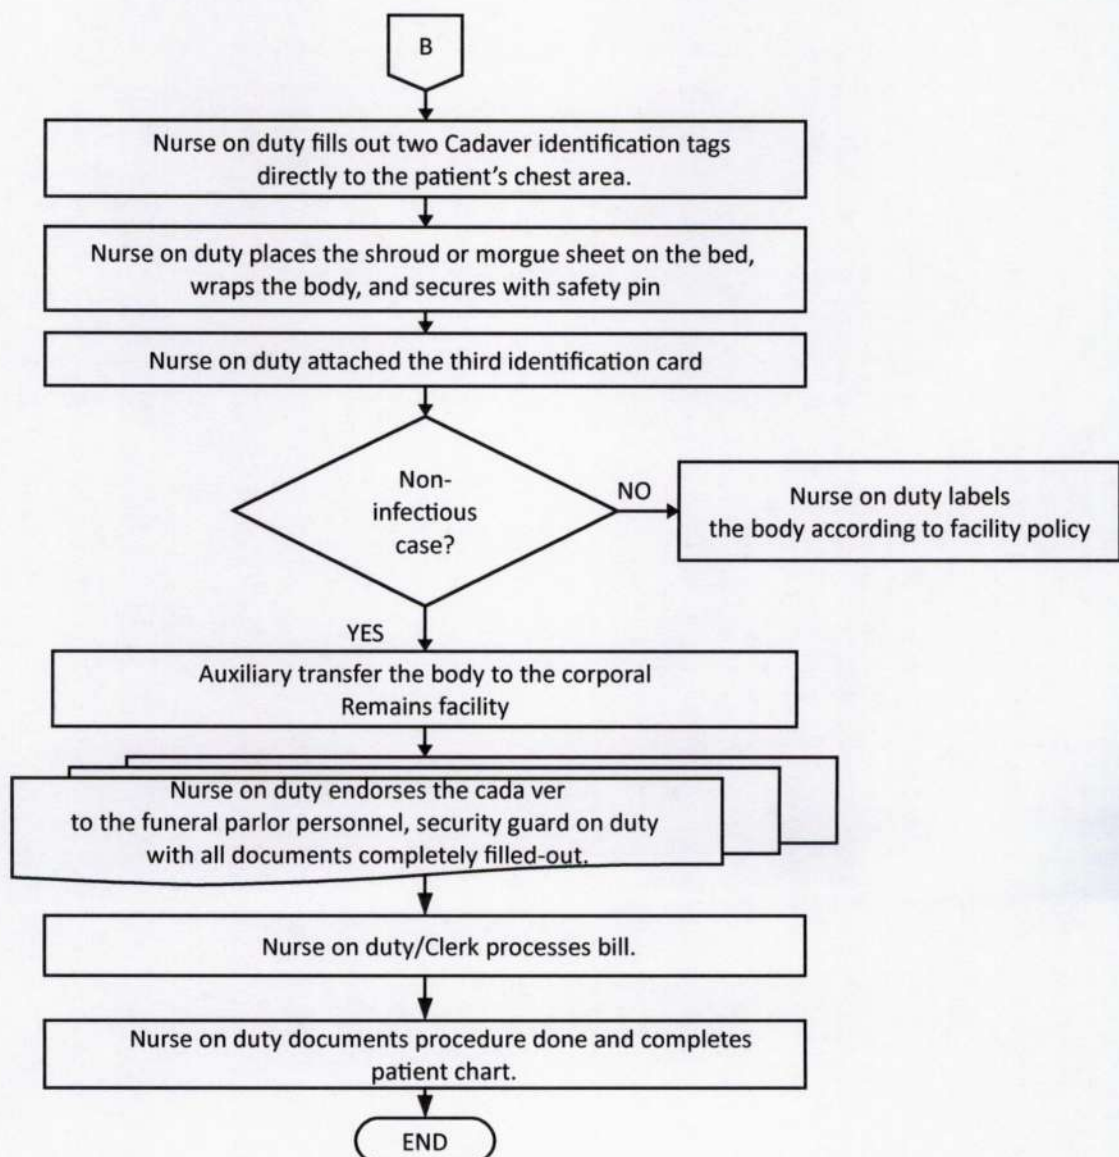 B
Nurse on duty fills out two Cadaver identification tags
directly to the patient's chest area.
Nurse on duty places the shroud or morgue sheet on the bed,
wraps the body, and secures with safety pin
Nurse on duty attached the third identification card
Non-
infectious
case?
NO
Nurse on duty labels
the body according to facility policy
YES
Auxiliary transfer the body to the corporal
Remains facility
Nurse on duty endorses the cada ver
to the funeral parlor personnel, security guard on duty
with all documents completely filled-out.
Nurse on duty/Clerk processes bill.
Nurse on duty documents procedure done and completes
patient chart.
END